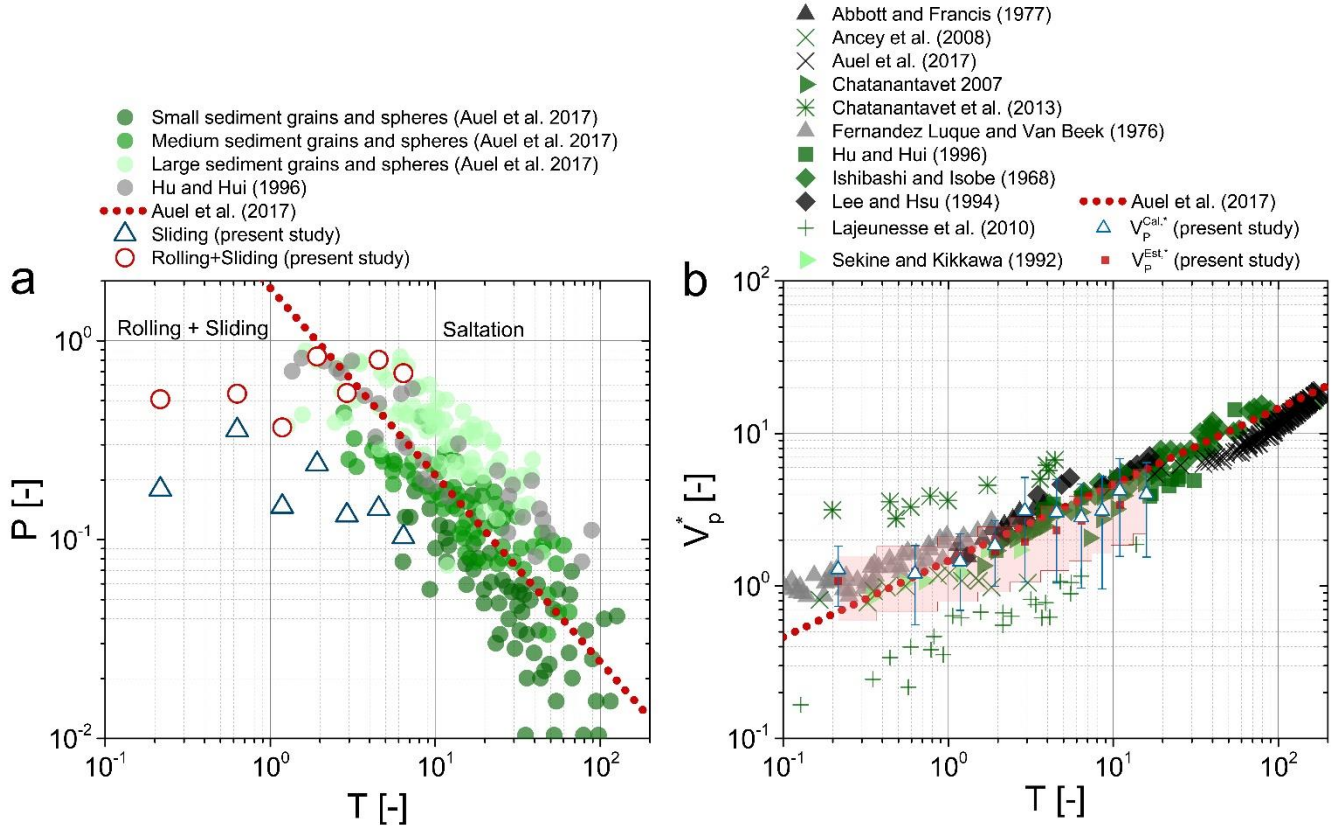 Small sediment grains and spheres (Auel et al. 2017)
Medium sediment grains and spheres (Auel et al. 2017)
Large sediment grains and spheres (Auel et al. 2017)
Hu and Hui (1996)
Auel et al. (2017)
Sliding (present study)
Rolling+Sliding (present study)
a
Rolling + Sliding
Saltation
10^0
10^-1
10^-2
P [-]
10^-1
10^0
10^1
10^2
T [-]
Abbott and Francis (1977)
Ancey et al. (2008)
Auel et al. (2017)
Chatanantavet 2007
Chatanantavet et al. (2013)
Fernandez Luque and Van Beek (1976)
Hu and Hui (1996)
Ishibashi and Isobe (1968)
Lee and Hsu (1994)
Lajeunesse et al. (2010)
Sekine and Kikkawa (1992)
Auel et al. (2017)
V_P^Cal.* (present study)
V_P^Est.* (present study)
b
10^2
10^1
10^0
10^-1
V_p^* [-]
10^-1
10^0
10^1
10^2
T [-]